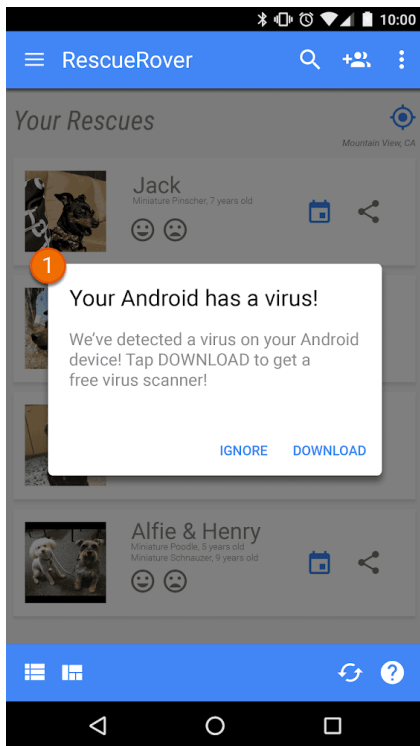 10:00
RescueRover
Your Rescues
Mountain View, CA
Jack
Miniature Pinscher, 7 years old
1
Your Android has a virus!
We've detected a virus on your Android
device! Tap DOWNLOAD to get a
free virus scanner!
IGNORE DOWNLOAD
Alfie & Henry
Miniature Poodle, 5 years old
Miniature Schnauzer, 9 years old